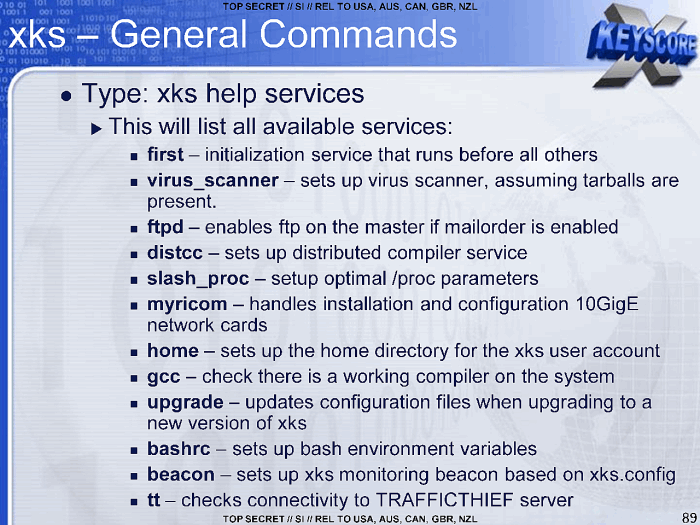 TOP SECRET // SI // REL TO USA, AUS, CAN, GBR, NZL
xks – General Commands
XKEYSCORE
● Type: xks help services
▶ This will list all available services:
▪ first – initialization service that runs before all others
▪ virus_scanner – sets up virus scanner, assuming tarballs are
present.
▪ ftpd – enables ftp on the master if mailorder is enabled
▪ distcc – sets up distributed compiler service
▪ slash_proc – setup optimal /proc parameters
▪ myricom – handles installation and configuration 10GigE
network cards
▪ home – sets up the home directory for the xks user account
▪ gcc – check there is a working compiler on the system
▪ upgrade – updates configuration files when upgrading to a
new version of xks
▪ bashrc – sets up bash environment variables
▪ beacon – sets up xks monitoring beacon based on xks.config
▪ tt – checks connectivity to TRAFFICTHIEF server
TOP SECRET // SI // REL TO USA, AUS, CAN, GBR, NZL
89